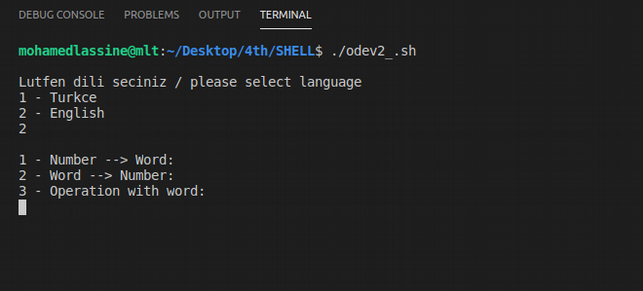 DEBUG CONSOLE PROBLEMS OUTPUT TERMINAL
mohamedlassine@mlt:~/Desktop/4th/SHELL$ ./odev2_.sh
Lutfen dili seciniz / please select language
1 - Turkce
2 - English
2
1 - Number --> Word:
2 - Word --> Number:
3 - Operation with word: